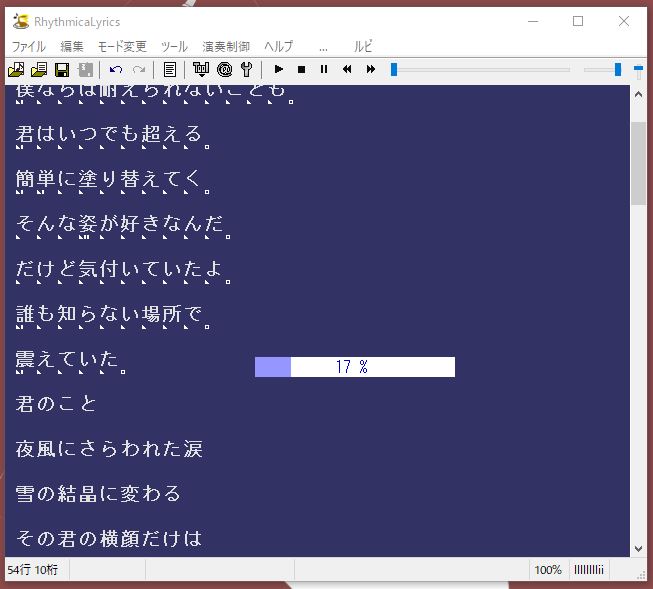 RhythmicaLyrics
ファイル 編集 モード変更 ツール 演奏制御 ヘルプ ... ルビ
僕ならば耐えられないことも
君はいつでも超える
簡単に塗り替えてく
そんな姿が好きなんだ
だけど気付いていたよ
誰も知らない場所で
震えていた
17 %
君のこと
夜風にさらわれた涙
雪の結晶に変わる
その君の横顔だけは
54行 10桁 100% llllllllii